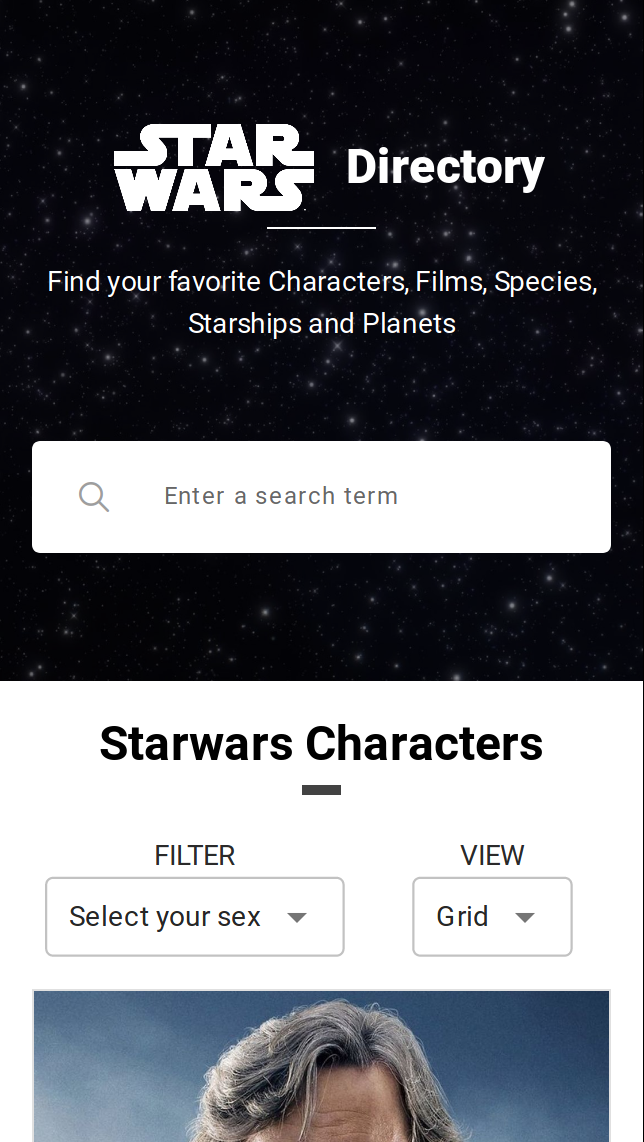 STAR WARS Directory
Find your favorite Characters, Films, Species,
Starships and Planets
Enter a search term
Starwars Characters
FILTER VIEW
Select your sex Grid